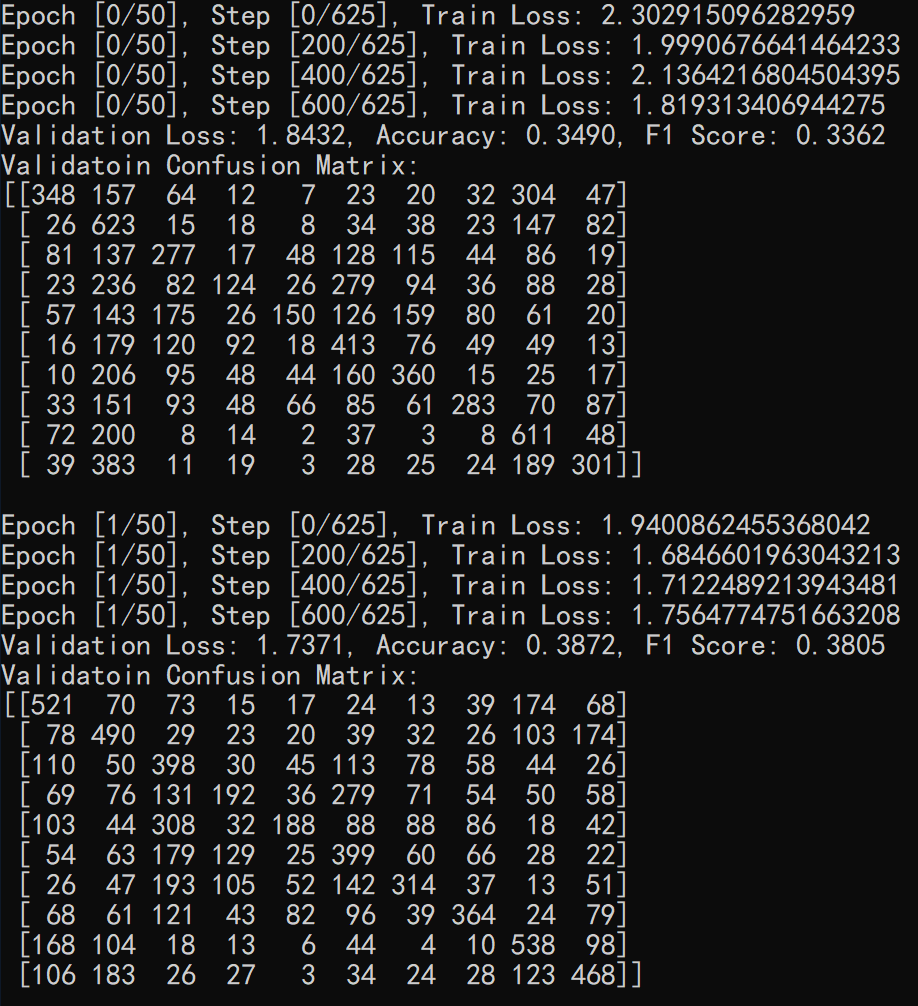 Epoch [0/50], Step [0/625], Train Loss: 2.302915096282959
Epoch [0/50], Step [200/625], Train Loss: 1.9990676641464233
Epoch [0/50], Step [400/625], Train Loss: 2.1364216804504395
Epoch [0/50], Step [600/625], Train Loss: 1.819313406944275
Validation Loss: 1.8432, Accuracy: 0.3490, F1 Score: 0.3362
Validatoin Confusion Matrix:
[[348 157  64  12   7  23  20  32 304  47]
 [ 26 623  15  18   8  34  38  23 147  82]
 [ 81 137 277  17  48 128 115  44  86  19]
 [ 23 236  82 124  26 279  94  36  88  28]
 [ 57 143 175  26 150 126 159  80  61  20]
 [ 16 179 120  92  18 413  76  49  49  13]
 [ 10 206  95  48  44 160 360  15  25  17]
 [ 33 151  93  48  66  85  61 283  70  87]
 [ 72 200   8  14   2  37   3   8 611  48]
 [ 39 383  11  19   3  28  25  24 189 301]]
Epoch [1/50], Step [0/625], Train Loss: 1.9400862455368042
Epoch [1/50], Step [200/625], Train Loss: 1.6846601963043213
Epoch [1/50], Step [400/625], Train Loss: 1.7122489213943481
Epoch [1/50], Step [600/625], Train Loss: 1.7564774751663208
Validation Loss: 1.7371, Accuracy: 0.3872, F1 Score: 0.3805
Validatoin Confusion Matrix:
[[521  70  73  15  17  24  13  39 174  68]
 [ 78 490  29  23  20  39  32  26 103 174]
 [110  50 398  30  45 113  78  58  44  26]
 [ 69  76 131 192  36 279  71  54  50  58]
 [103  44 308  32 188  88  88  86  18  42]
 [ 54  63 179 129  25 399  60  66  28  22]
 [ 26  47 193 105  52 142 314  37  13  51]
 [ 68  61 121  43  82  96  39 364  24  79]
 [168 104  18  13   6  44   4  10 538  98]
 [106 183  26  27   3  34  24  28 123 468]]